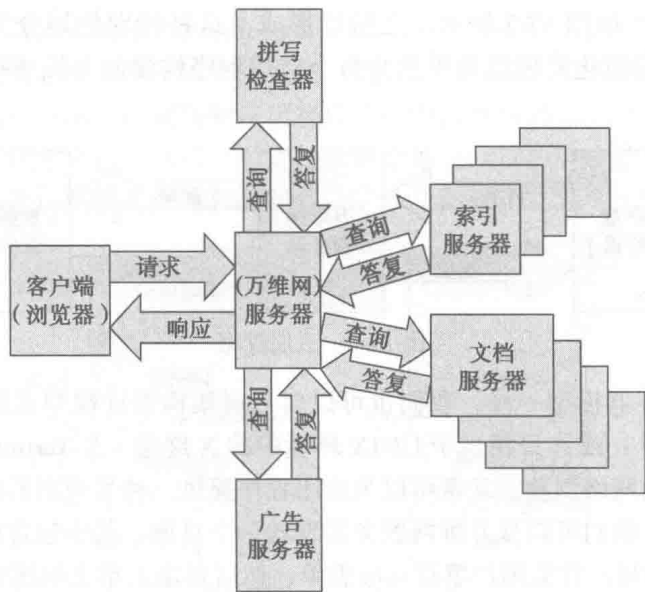 拼写
检查器
查询
答复
查询
答复
索引
服务器
请求
客户端
(浏览器)
(万维网)
服务器
响应
查询
答复
文档
服务器
查询
答复
广告
服务器